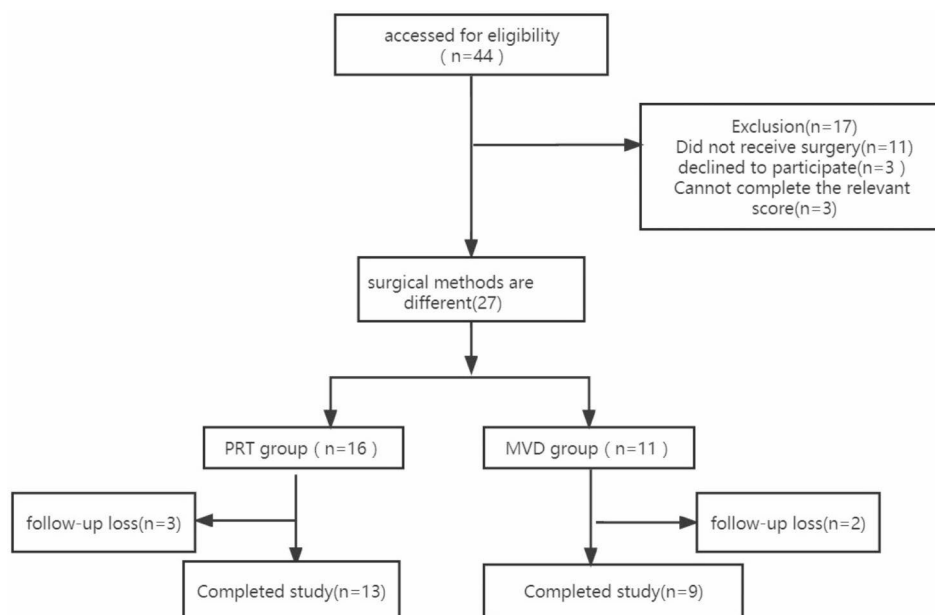 accessed for eligibility
( n=44 )
Exclusion(n=17)
Did not receive surgery(n=11)
declined to participate(n=3 )
Cannot complete the relevant
score(n=3)
surgical methods are
different(27)
PRT group ( n=16 )
MVD group ( n=11 )
follow-up loss(n=3)
follow-up loss(n=2)
Completed study(n=13)
Completed study(n=9)